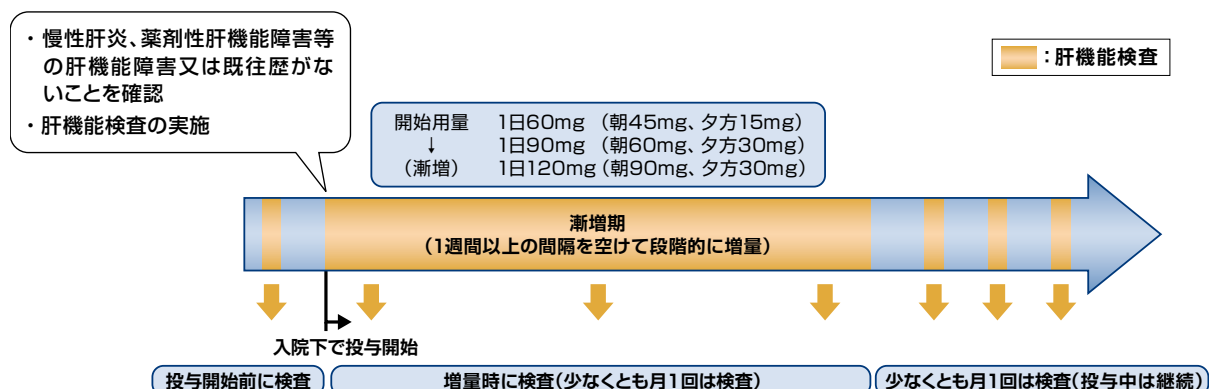 ・慢性肝炎、薬剤性肝機能障害等
の肝機能障害又は既往歴がな
いことを確認
・肝機能検査の実施
：肝機能検査
開始用量 1日60mg （朝45mg、夕方15mg）
↓ 1日90mg （朝60mg、夕方30mg）
（漸増） 1日120mg（朝90mg、夕方30mg）
漸増期
（1週間以上の間隔を空けて段階的に増量）
入院下で投与開始
投与開始前に検査
増量時に検査（少なくとも月1回は検査）
少なくとも月1回は検査（投与中は継続）